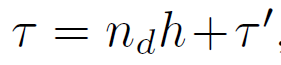 τ = n_d h + τ′,